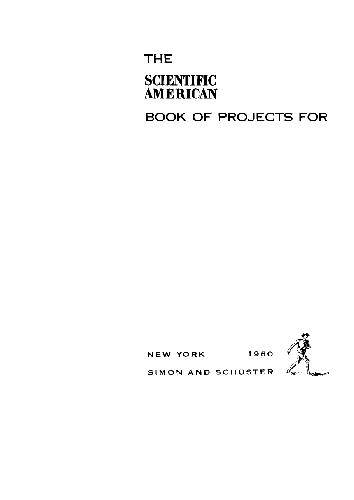 THE
SCIENTIFIC
AMERICAN
BOOK OF PROJECTS FOR
NEW YORK 1960
SIMON AND SCHUSTER